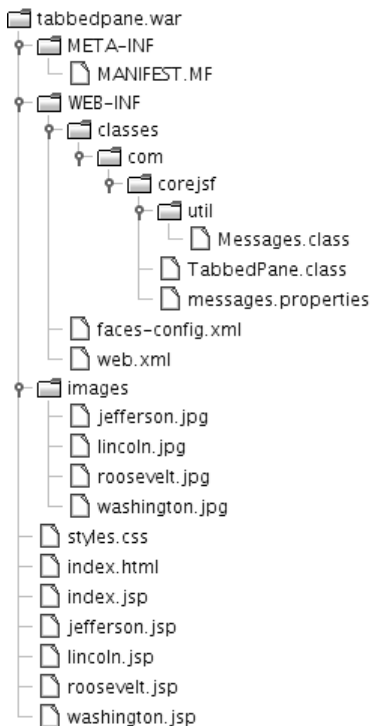 tabbedpane.war
META-INF
MANIFEST.MF
WEB-INF
classes
com
corejsf
util
Messages.class
TabbedPane.class
messages.properties
faces-config.xml
web.xml
images
jefferson.jpg
lincoln.jpg
roosevelt.jpg
washington.jpg
styles.css
index.html
index.jsp
jefferson.jsp
lincoln.jsp
roosevelt.jsp
washington.jsp